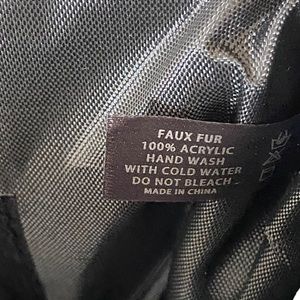 FAUX FUR
100% ACRYLIC
HAND WASH
WITH COLD WATER
DO NOT BLEACH
MADE IN CHINA